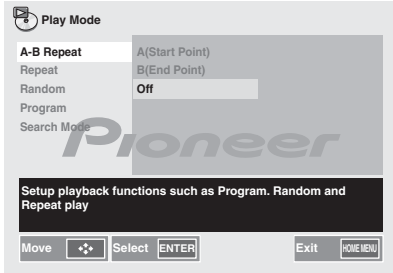 Play Mode
A-B Repeat A(Start Point)
Repeat B(End Point)
Random Off
Program
Search Mode
Pioneer
Setup playback functions such as Program. Random and
Repeat play
Move Select ENTER Exit HOME MENU